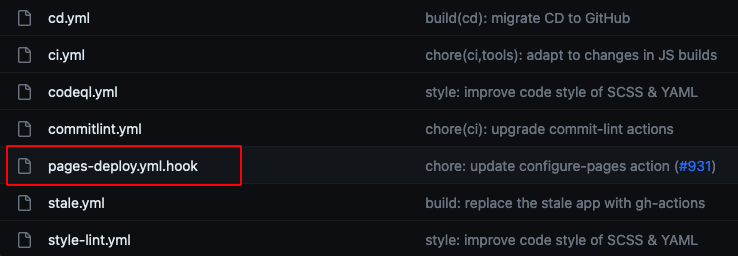 cd.yml build(cd): migrate CD to GitHub
ci.yml chore(ci,tools): adapt to changes in JS builds
codeql.yml style: improve code style of SCSS & YAML
commitlint.yml chore(ci): upgrade commit-lint actions
pages-deploy.yml.hook chore: update configure-pages action (#931)
stale.yml build: replace the stale app with gh-actions
style-lint.yml style: improve code style of SCSS & YAML